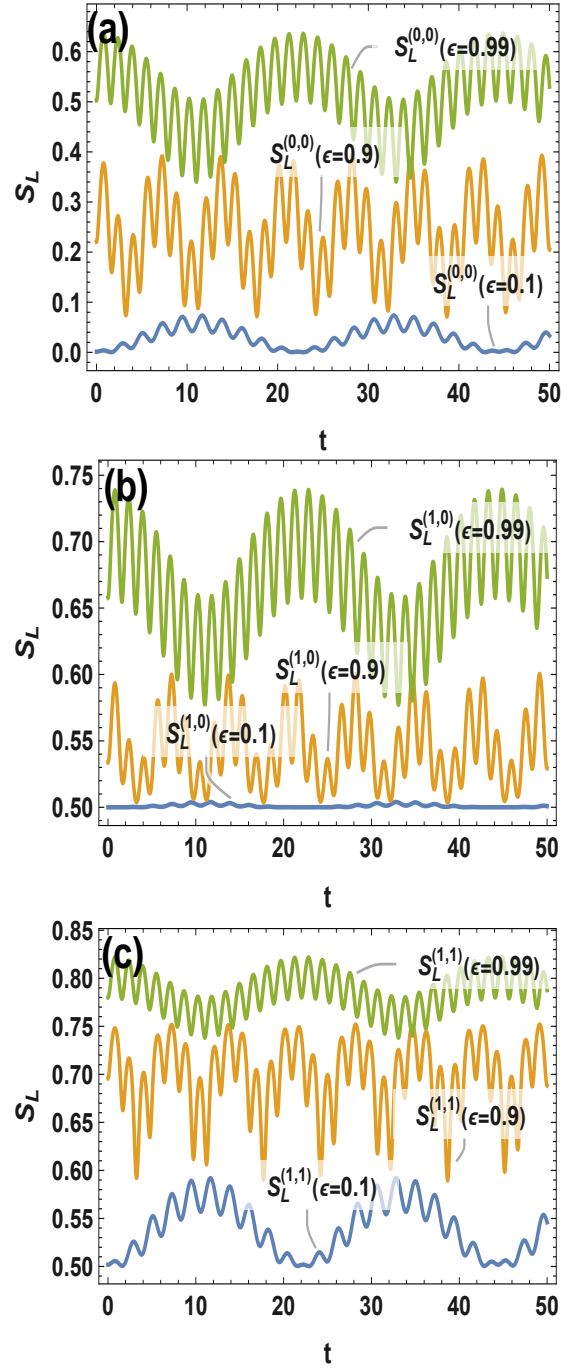 (a)
S_L^(0,0)(ϵ=0.99)
S_L^(0,0)(ϵ=0.9)
S_L^(0,0)(ϵ=0.1)
0.6
0.5
0.4
0.3
0.2
0.1
0.0
S_L
0 10 20 30 40 50
t
(b)
S_L^(1,0)(ϵ=0.99)
S_L^(1,0)(ϵ=0.9)
S_L^(1,0)(ϵ=0.1)
0.75
0.70
0.65
0.60
0.55
0.50
S_L
0 10 20 30 40 50
t
(c)
S_L^(1,1)(ϵ=0.99)
S_L^(1,1)(ϵ=0.9)
S_L^(1,1)(ϵ=0.1)
0.85
0.80
0.75
0.70
0.65
0.60
0.55
0.50
S_L
0 10 20 30 40 50
t